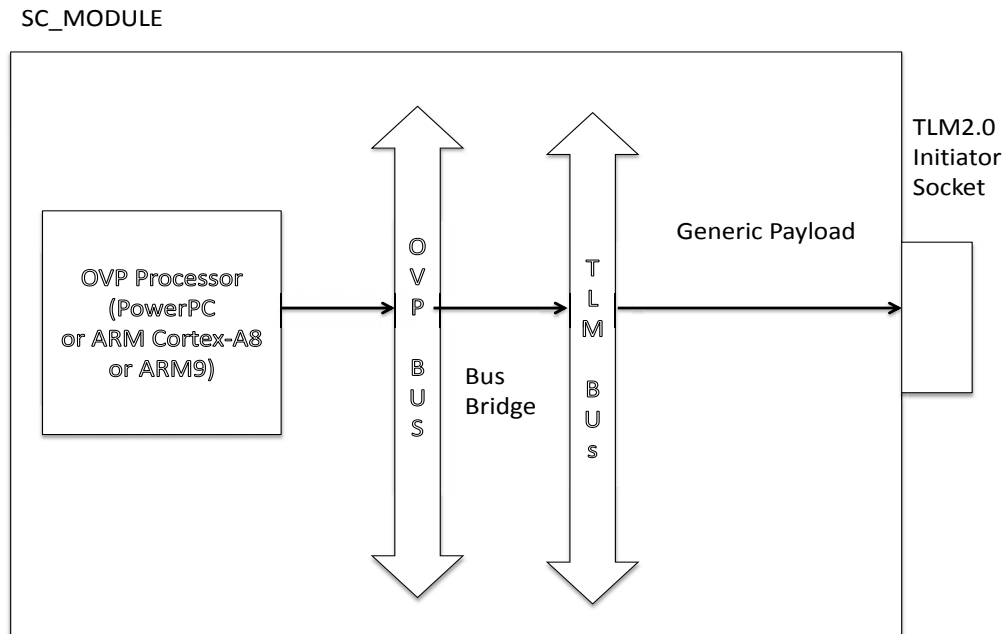 SC_MODULE
TLM2.0
Initiator
Socket
Generic Payload
OVP Processor
(PowerPC
or ARM Cortex-A8
or ARM9)
O
V
P
B
U
S
Bus
Bridge
T
L
M
B
U
s